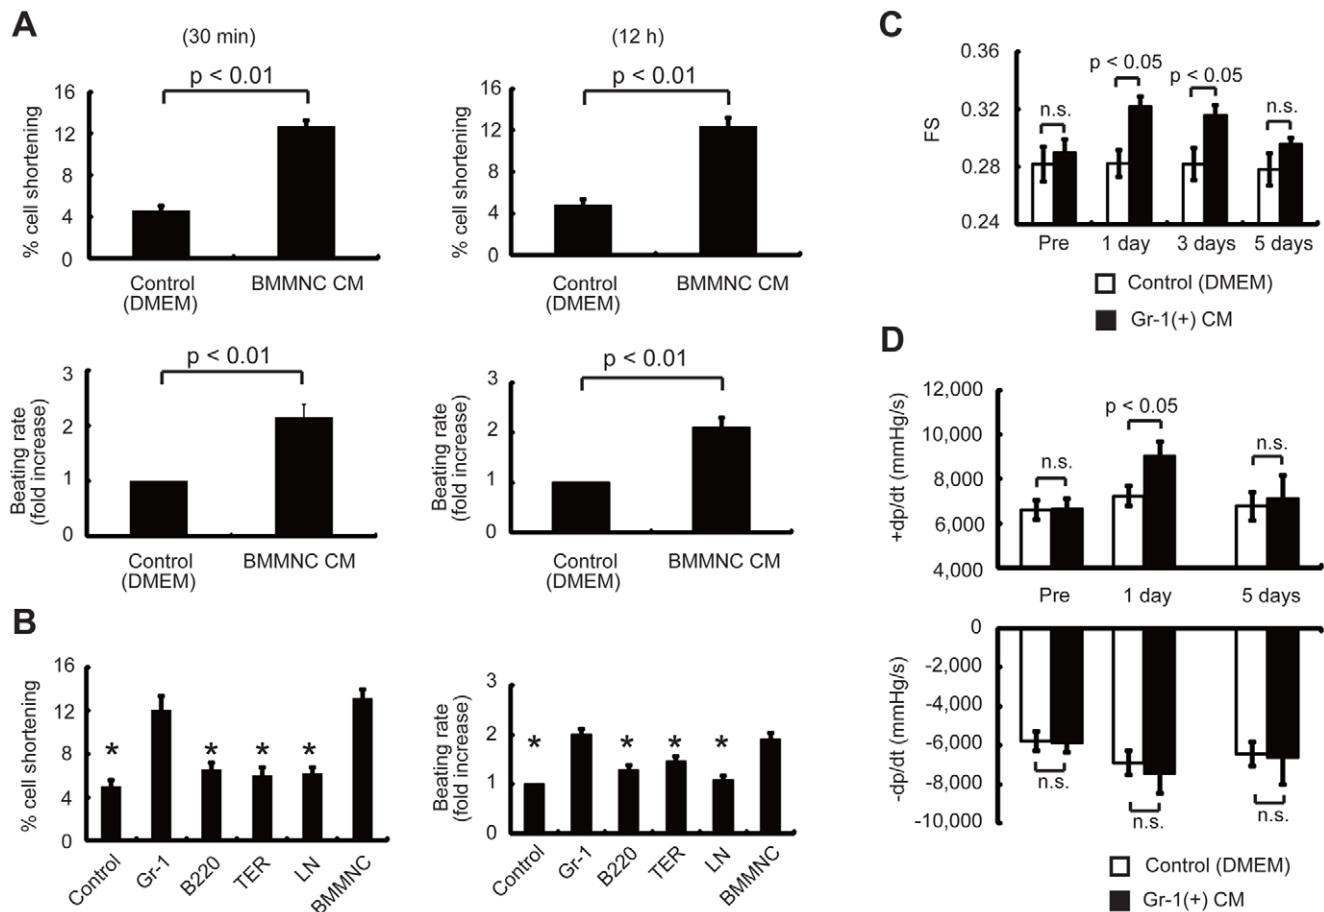 A
(30 min)
p < 0.01
% cell shortening
16
12
8
4
0
Control
(DMEM)
BMMNC CM
(12 h)
p < 0.01
% cell shortening
16
12
8
4
0
Control
(DMEM)
BMMNC CM
p < 0.01
Beating rate
(fold increase)
3
2
1
0
Control
(DMEM)
BMMNC CM
p < 0.01
Beating rate
(fold increase)
3
2
1
0
Control
(DMEM)
BMMNC CM
B
% cell shortening
16
12
8
4
0
* * * *
Control
Gr-1
B220
TER
LN
BMMNC
Beating rate
(fold increase)
3
2
1
0
* * * *
Control
Gr-1
B220
TER
LN
BMMNC
C
FS
0.36
0.32
0.28
0.24
n.s.
p < 0.05
p < 0.05
n.s.
Pre
1 day
3 days
5 days
Control (DMEM)
Gr-1(+) CM
D
+dp/dt (mmHg/s)
12,000
10,000
8,000
6,000
4,000
n.s.
p < 0.05
n.s.
Pre
1 day
5 days
-dp/dt (mmHg/s)
0
-2,000
-4,000
-6,000
-8,000
-10,000
n.s.
n.s.
n.s.
Control (DMEM)
Gr-1(+) CM